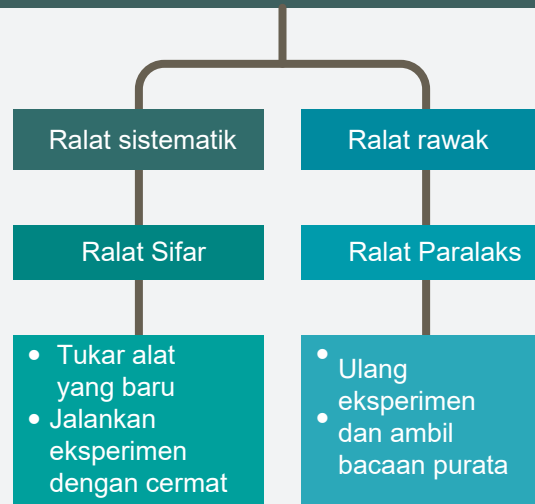 Ralat sistematik
Ralat rawak
Ralat Sifar
Ralat Paralaks
• Tukar alat
yang baru
• Jalankan
eksperimen
dengan cermat
• Ulang
eksperimen
• dan ambil
bacaan purata